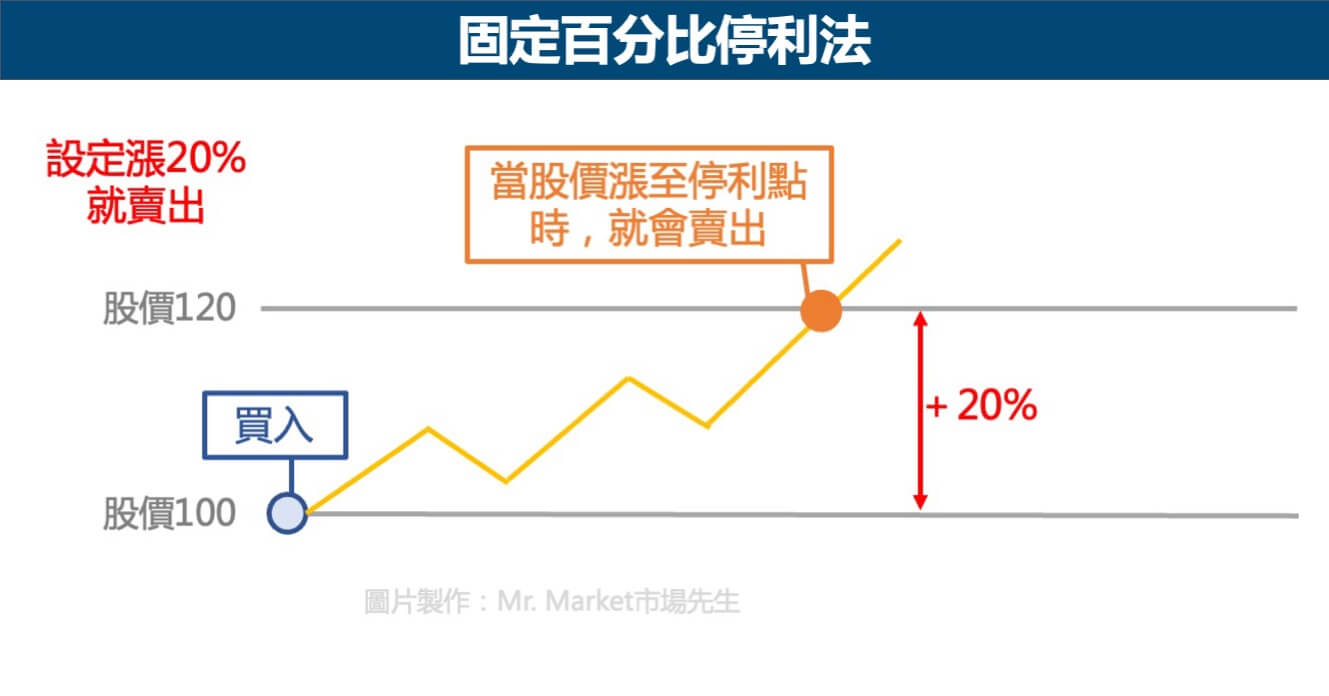 固定百分比停利法
設定漲20%
就賣出
當股價漲至停利點
時，就會賣出
股價120
+ 20%
買入
股價100
圖片製作：Mr. Market市場先生